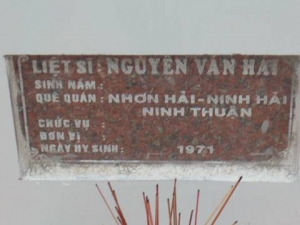 LIỆT SĨ : NGUYỄN VĂN HẢI
SINH NĂM :
QUÊ QUÁN : NHƠN HẢI - NINH HẢI
NINH THUẬN
CHỨC VỤ :
ĐƠN VỊ :
NGÀY HY SINH : 1971